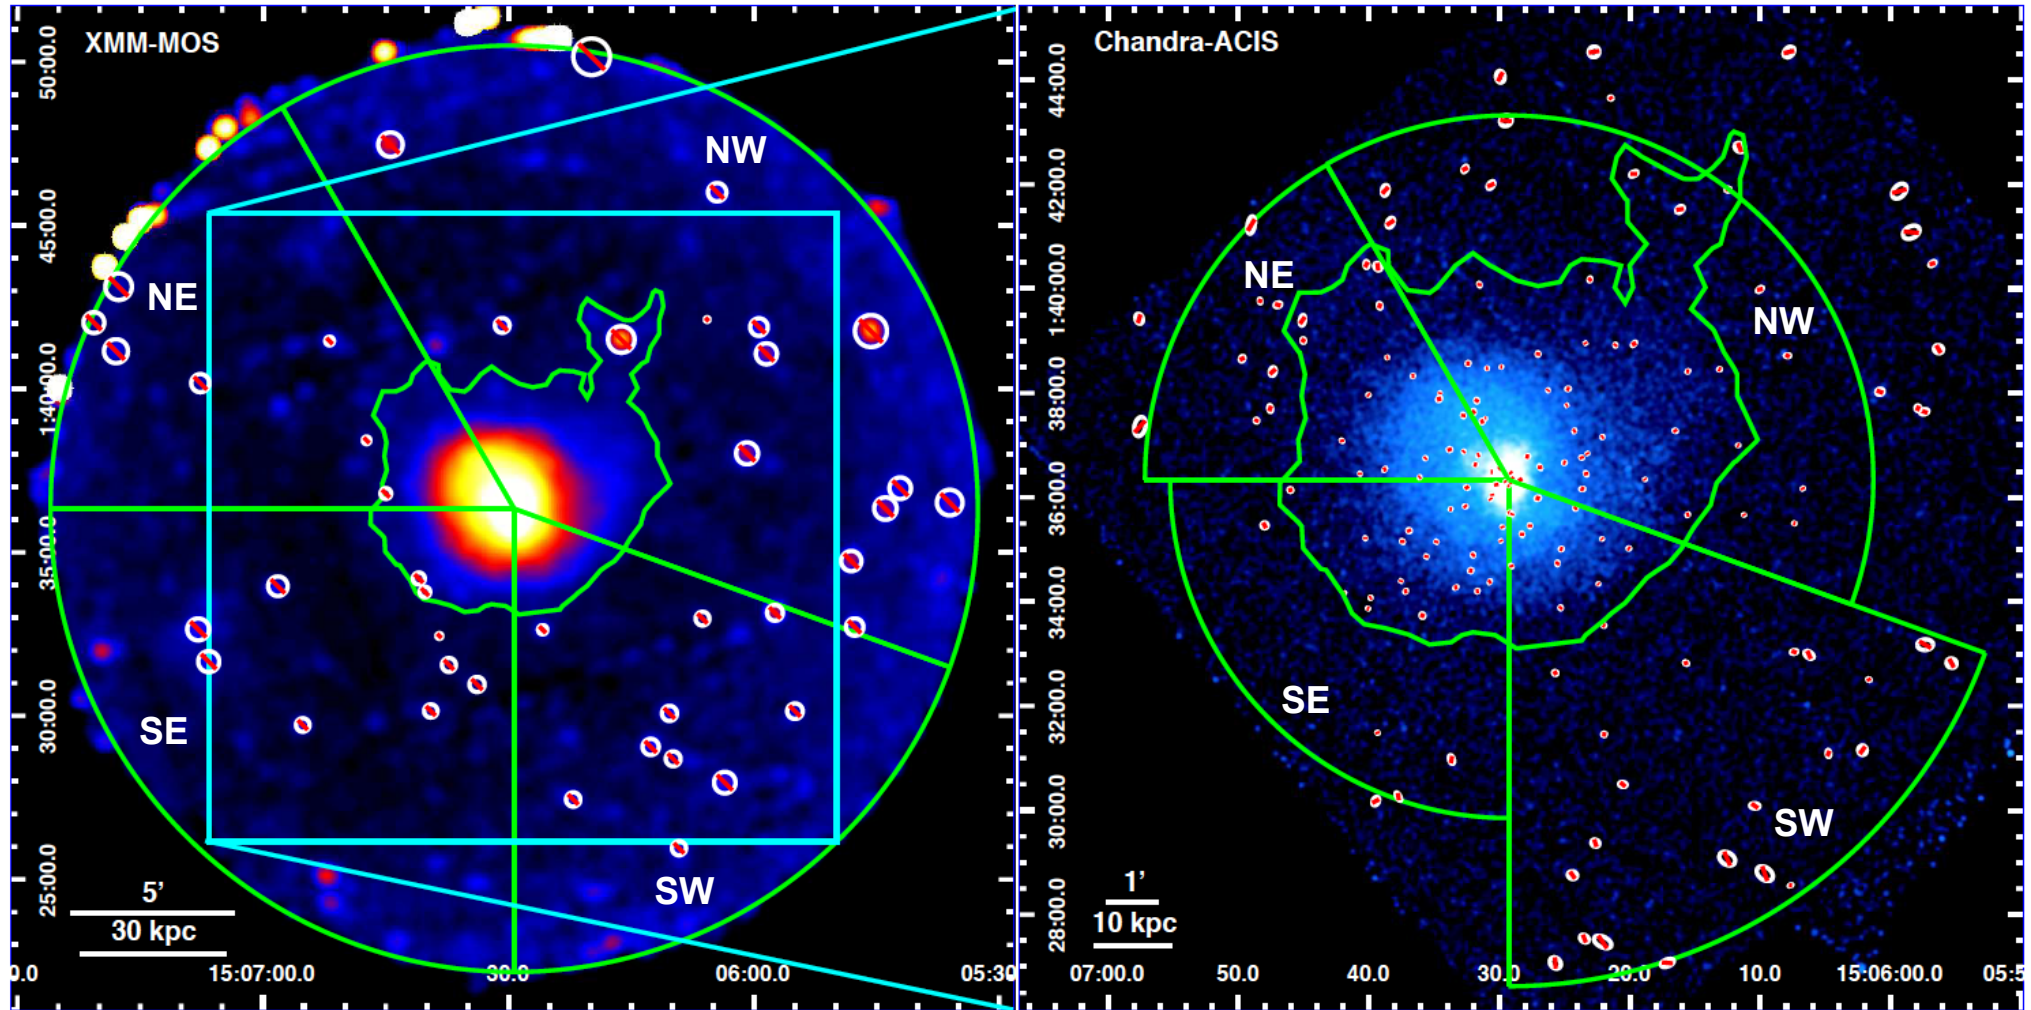 XMM-MOS
50:00.0
45:00.0
1:40:00.0
35:00.0
30:00.0
25:00.0
NW
NE
SE
SW
5’
30 kpc
0.0
15:07:00.0
30.0
06:00.0
05:30
Chandra-ACIS
44:00.0
42:00.0
1:40:00.0
38:00.0
36:00.0
34:00.0
32:00.0
30:00.0
28:00.0
NE
NW
SE
SW
1’
10 kpc
07:00.0
50.0
40.0
30.0
20.0
10.0
15:06:00.0
05:5